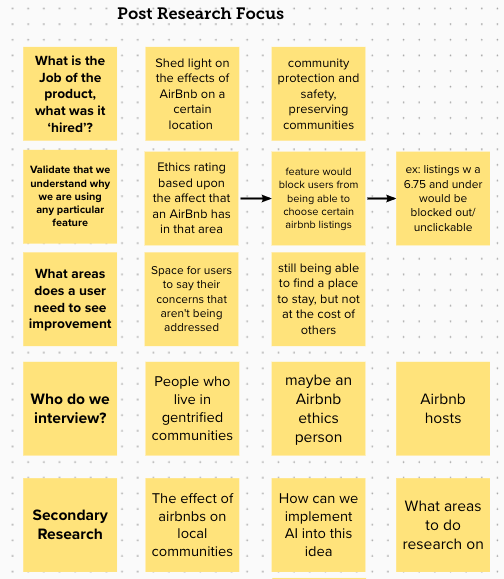 Post Research Focus
What is the
Job of the
product,
what was it
‘hired’?
Shed light on
the effects of
AirBnb on a
certain
location
community
protection and
safety,
preserving
communities
Validate that we
understand why
we are using
any particular
feature
Ethics rating
based upon
the affect that
an AirBnb has
in that area
feature would
block users from
being able to
choose certain
airbnb listings
ex: listings w a
6.75 and under
would be
blocked out/
unclickable
What areas
does a user
need to see
improvement
Space for users
to say their
concerns that
aren't being
addressed
still being able
to find a place
to stay, but not
at the cost of
others
Who do we
interview?
People who
live in
gentrified
communities
maybe an
Airbnb
ethics
person
Airbnb
hosts
Secondary
Research
The effect of
airbnbs on
local
communities
How can we
implement
AI into this
idea
What areas
to do
research on